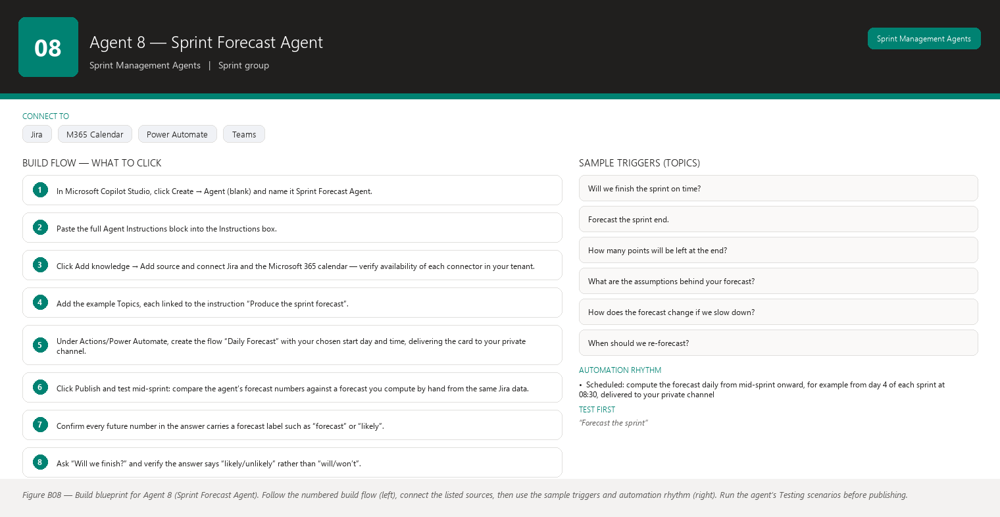 08
Agent 8 — Sprint Forecast Agent
Sprint Management Agents | Sprint group
Sprint Management Agents
CONNECT TO
Jira
M365 Calendar
Power Automate
Teams
BUILD FLOW — WHAT TO CLICK
1
In Microsoft Copilot Studio, click Create → Agent (blank) and name it Sprint Forecast Agent.
2
Paste the full Agent Instructions block into the Instructions box.
3
Click Add knowledge → Add source and connect Jira and the Microsoft 365 calendar — verify availability of each connector in your tenant.
4
Add the example Topics, each linked to the instruction “Produce the sprint forecast”.
5
Under Actions/Power Automate, create the flow “Daily Forecast” with your chosen start day and time, delivering the card to your private
channel.
6
Click Publish and test mid-sprint: compare the agent's forecast numbers against a forecast you compute by hand from the same Jira data.
7
Confirm every future number in the answer carries a forecast label such as “forecast” or “likely”.
8
Ask “Will we finish?” and verify the answer says “likely/unlikely” rather than “will/won't”.
SAMPLE TRIGGERS (TOPICS)
Will we finish the sprint on time?
Forecast the sprint end.
How many points will be left at the end?
What are the assumptions behind your forecast?
How does the forecast change if we slow down?
When should we re-forecast?
AUTOMATION RHYTHM
• Scheduled: compute the forecast daily from mid-sprint onward, for example from day 4 of each sprint at
08:30, delivered to your private channel
TEST FIRST
“Forecast the sprint”
Figure B08 — Build blueprint for Agent 8 (Sprint Forecast Agent). Follow the numbered build flow (left), connect the listed sources, then use the sample triggers and automation rhythm (right). Run the agent's Testing scenarios before publishing.